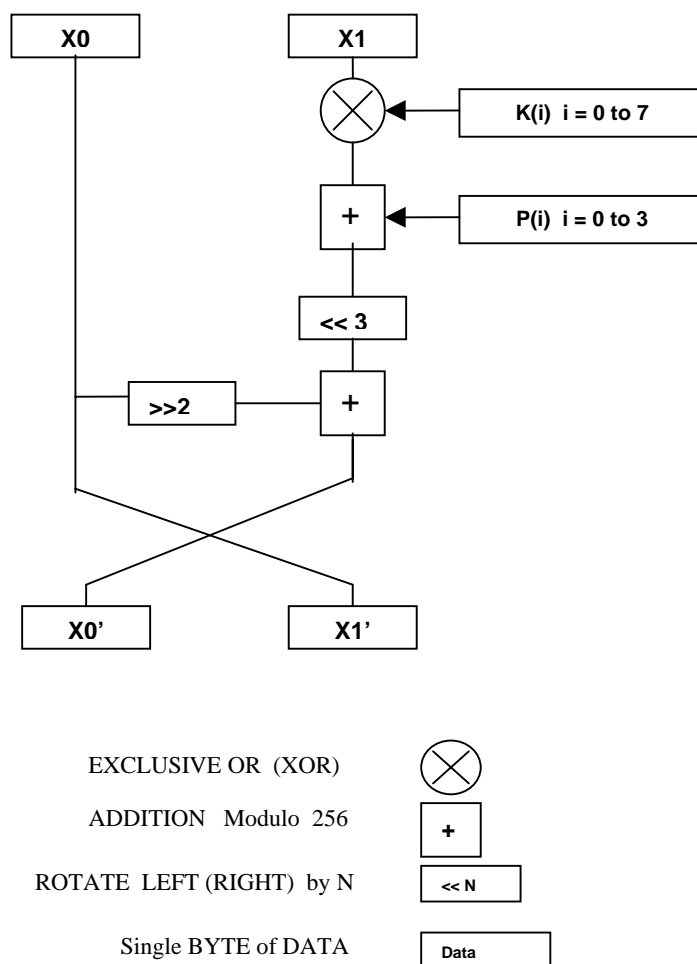 X0 X1
K(i) i = 0 to 7
+ P(i) i = 0 to 3
<< 3
>>2 +
X0’ X1’
EXCLUSIVE OR (XOR)
ADDITION Modulo 256 +
ROTATE LEFT (RIGHT) by N << N
Single BYTE of DATA Data